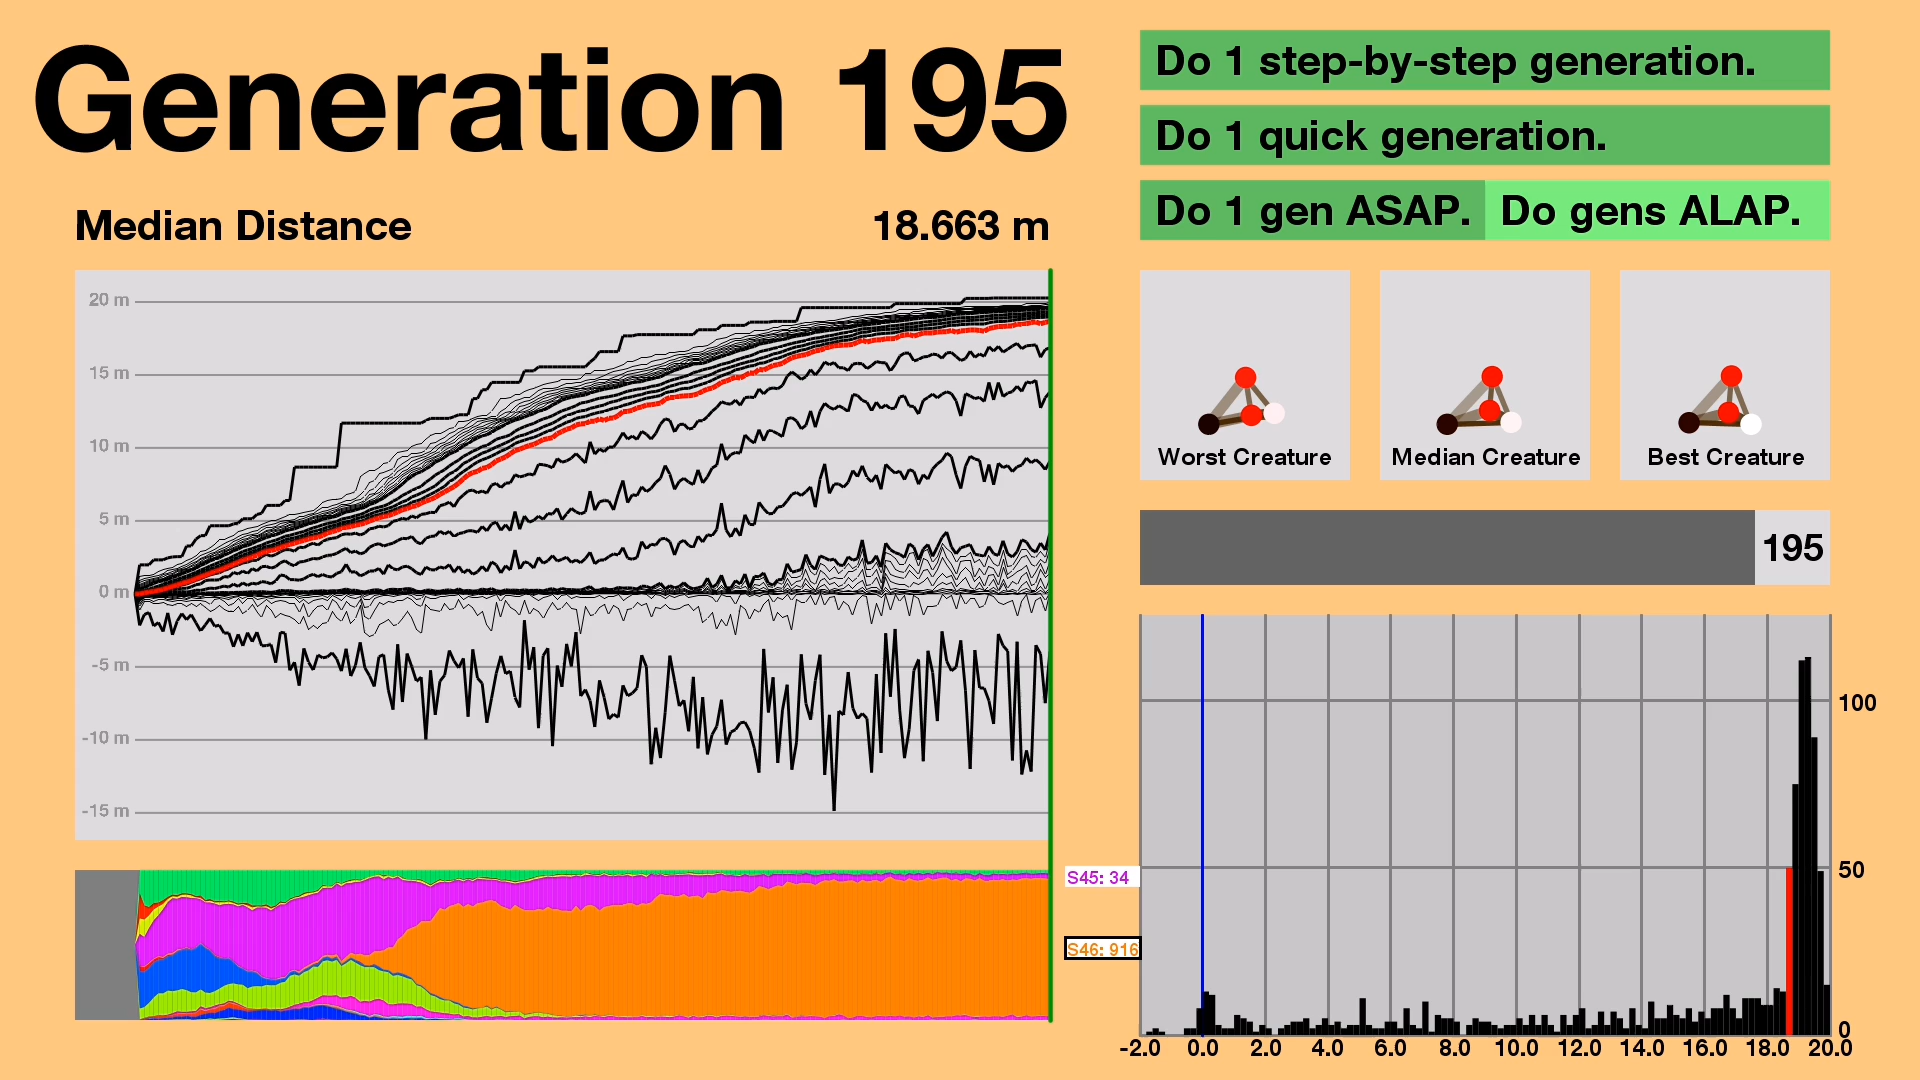 Generation 195
Do 1 step-by-step generation.
Do 1 quick generation.
Do 1 gen ASAP. Do gens ALAP.
Median Distance 18.663 m
20 m
15 m
10 m
5 m
0 m
-5 m
-10 m
-15 m
Worst Creature
Median Creature
Best Creature
195
S45: 34
S46: 916
100
50
0
-2.0 0.0 2.0 4.0 6.0 8.0 10.0 12.0 14.0 16.0 18.0 20.0